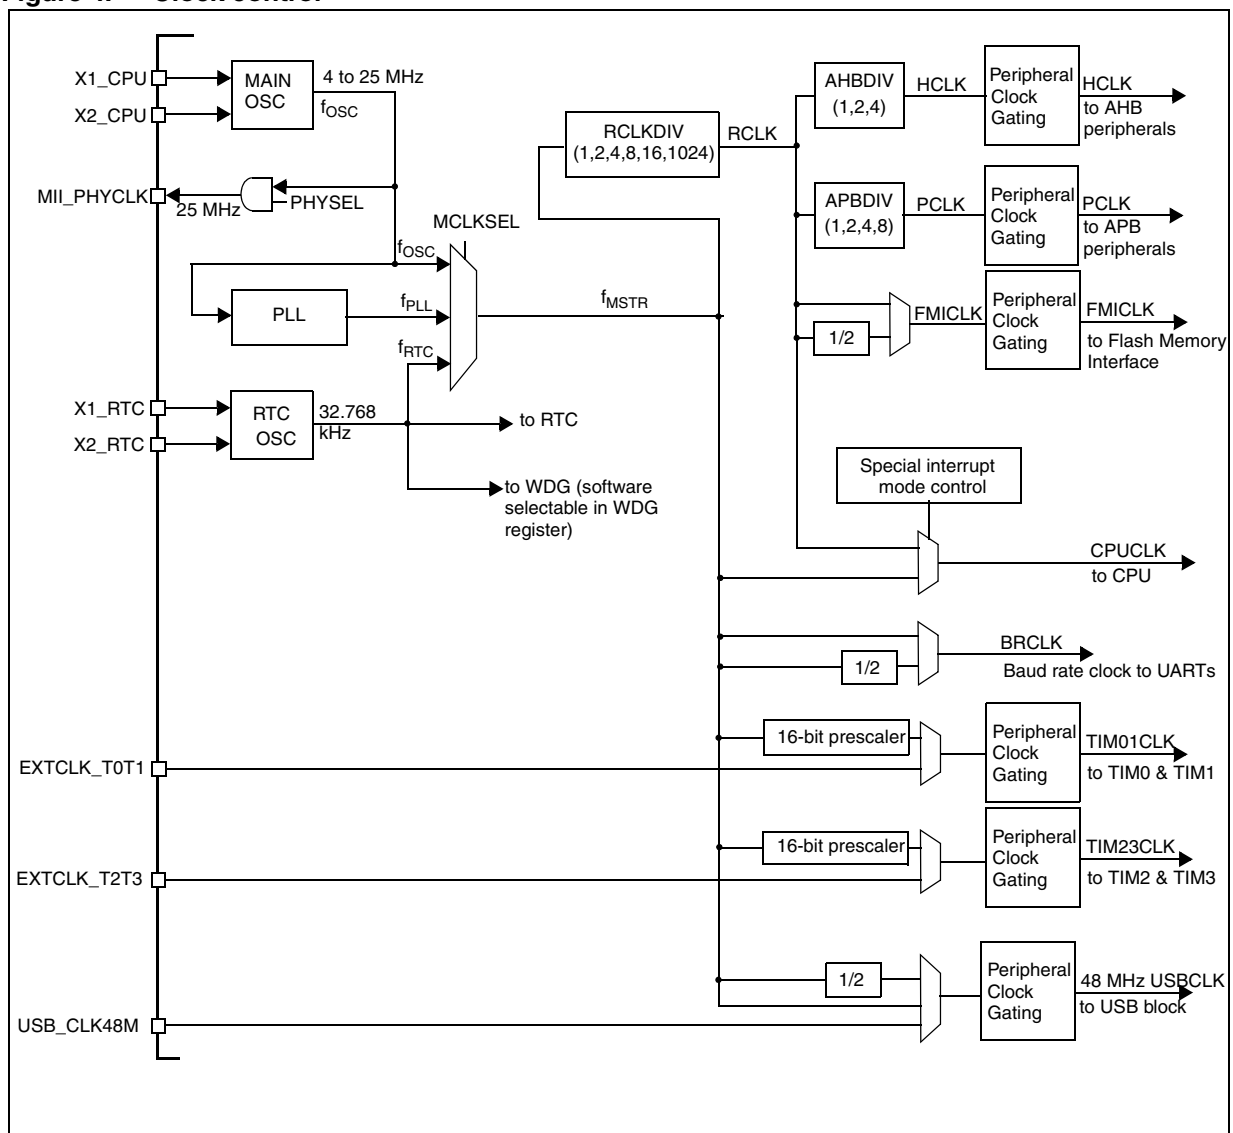 X1_CPU
X2_CPU
MAIN
OSC
4 to 25 MHz
fOSC
MII_PHYCLK
25 MHz
PHYSEL
MCLKSEL
fOSC
PLL
fPLL
fMSTR
fRTC
X1_RTC
X2_RTC
RTC
OSC
32.768
kHz
to RTC
to WDG (software
selectable in WDG
register)
RCLKDIV
(1,2,4,8,16,1024)
RCLK
AHBDIV
(1,2,4)
HCLK
Peripheral
Clock
Gating
HCLK
to AHB
peripherals
APBDIV
(1,2,4,8)
PCLK
Peripheral
Clock
Gating
PCLK
to APB
peripherals
1/2
FMICLK
Peripheral
Clock
Gating
FMICLK
to Flash Memory
Interface
Special interrupt
mode control
CPUCLK
to CPU
1/2
BRCLK
Baud rate clock to UARTs
EXTCLK_T0T1
16-bit prescaler
Peripheral
Clock
Gating
TIM01CLK
to TIM0 & TIM1
EXTCLK_T2T3
16-bit prescaler
Peripheral
Clock
Gating
TIM23CLK
to TIM2 & TIM3
USB_CLK48M
1/2
Peripheral
Clock
Gating
48 MHz USBCLK
to USB block